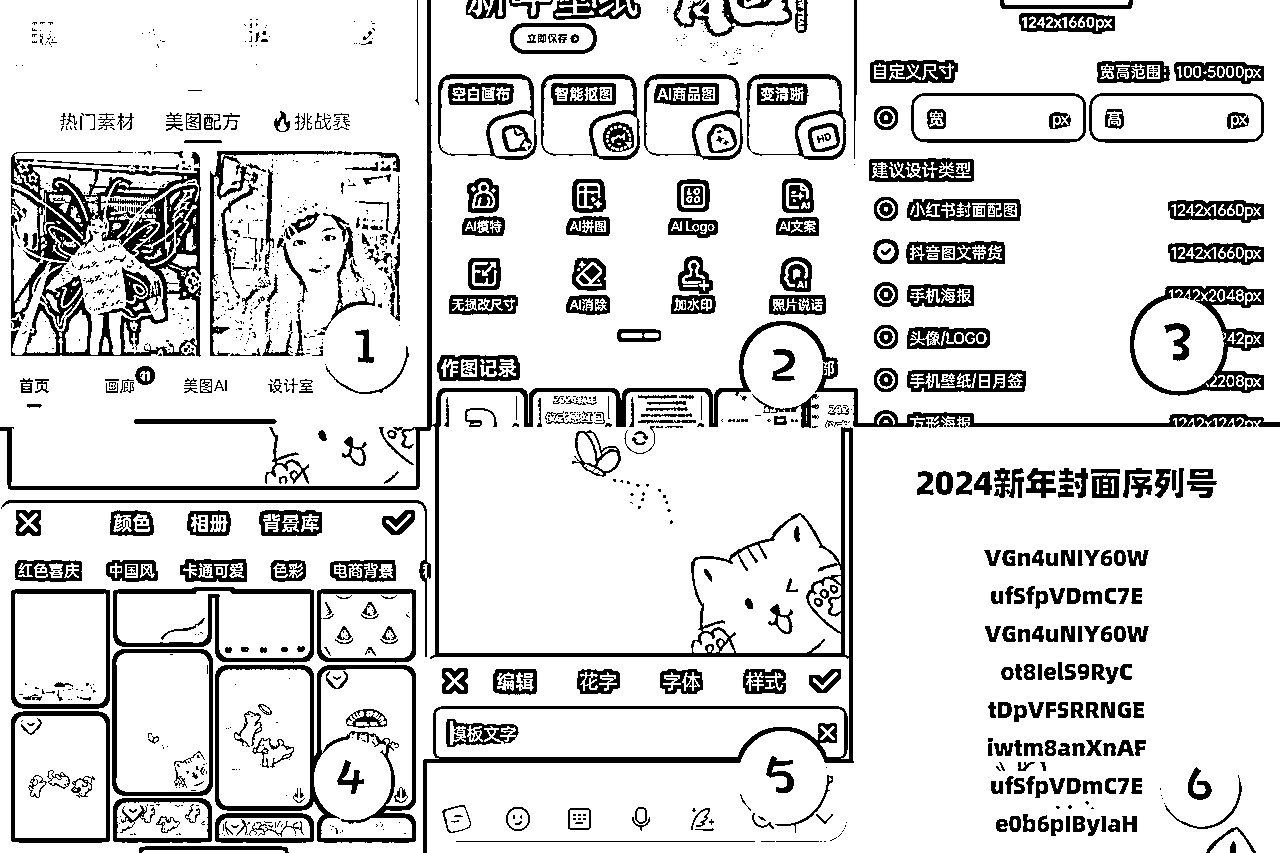 热门素材 美图配方 挑战赛
1
首页 画廊 41 美图AI 设计室
新年壁纸
立即保存
空白画布 智能抠图 AI商品图 变清晰
HD
AI模特 AI拼图 AI Logo AI文案
无损改尺寸 AI消除 加水印 照片说话
2
作图记录 部
1242x1660px
自定义尺寸 宽高范围：100-5000px
宽 px 高 px
建议设计类型
小红书封面配图 1242x1660px
抖音图文带货 1242x1660px
手机海报 1242x2048px
头像/LOGO 42px
手机壁纸/日月签 2208px
方形海报 1242x1242px
3
颜色 相册 背景库
红色喜庆 中国风 卡通可爱 色彩 电商背景
4
编辑 花字 字体 样式
模板文字
5
2024新年封面序列号
VGn4uNIY60W
ufSfpVDmC7E
VGn4uNIY60W
ot8IelS9RyC
tDpVFSRRNGE
iwtm8anXnAF
ufSfpVDmC7E
e0b6pIByIaH
6